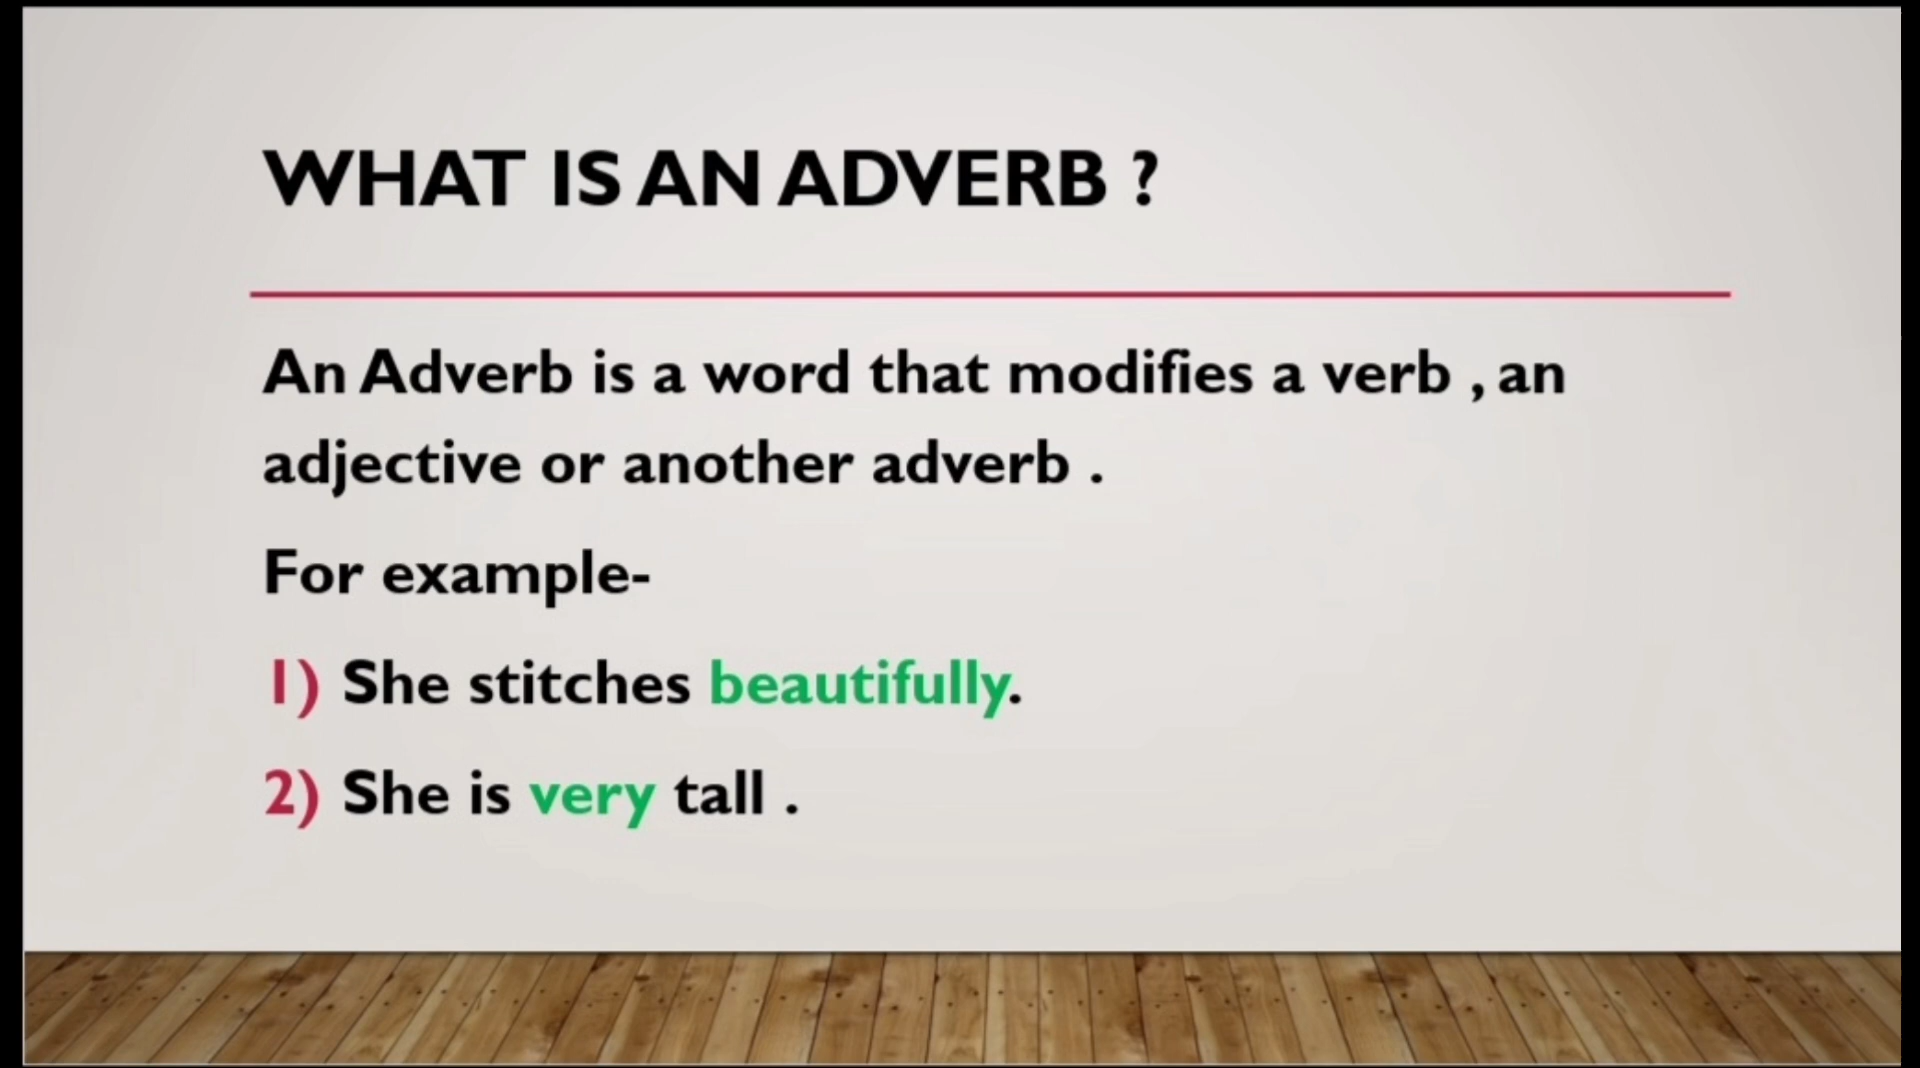 WHAT IS AN ADVERB ?
An Adverb is a word that modifies a verb , an
adjective or another adverb .
For example-
1) She stitches beautifully.
2) She is very tall .